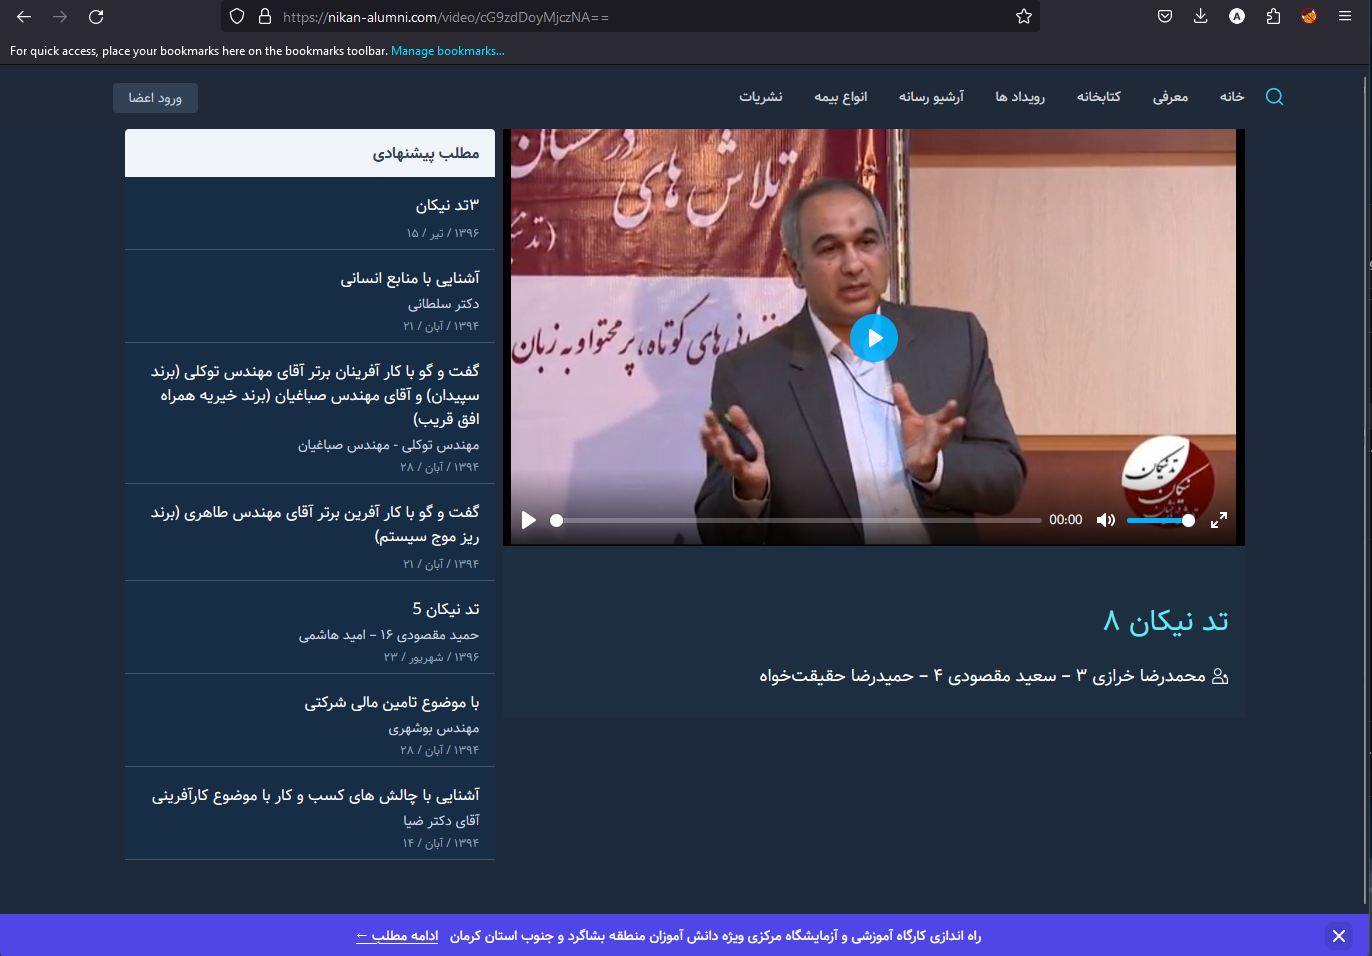 https://nikan-alumni.com/video/cG9zdDoyMjczNA==
For quick access, place your bookmarks here on the bookmarks toolbar. Manage bookmarks...
خانه
معرفی
کتابخانه
رویداد ها
آرشیو رسانه
انواع بیمه
نشریات
ورود اعضا
تلاش های
کوتاه، پر محتوا به زبان
تد نیکان
نیکان
00:00
تد نیکان ۸
محمدرضا خرازی ۳ – سعید مقصودی ۴ – حمیدرضا حقیقت‌خواه
مطلب پیشنهادی
۳تد نیکان
۱۳۹۶ / تیر / ۱۵
آشنایی با منابع انسانی
دکتر سلطانی
۱۳۹۴ / آبان / ۲۱
گفت و گو با کار آفرینان برتر آقای مهندس توکلی (برند
سپیدان) و آقای مهندس صباغیان (برند خیریه همراه
افق قریب)
مهندس توکلی - مهندس صباغیان
۱۳۹۴ / آبان / ۲۸
گفت و گو با کار آفرین برتر آقای مهندس طاهری (برند
ریز موج سیستم)
۱۳۹۴ / آبان / ۲۱
تد نیکان 5
حمید مقصودی ۱۶ – امید هاشمی
۱۳۹۶ / شهریور / ۲۳
با موضوع تامین مالی شرکتی
مهندس بوشهری
۱۳۹۴ / آبان / ۲۸
آشنایی با چالش های کسب و کار با موضوع کارآفرینی
آقای دکتر ضیا
۱۳۹۴ / آبان / ۱۴
راه اندازی کارگاه آموزشی و آزمایشگاه مرکزی ویژه دانش آموزان منطقه بشاگرد و جنوب استان کرمان ادامه مطلب ←